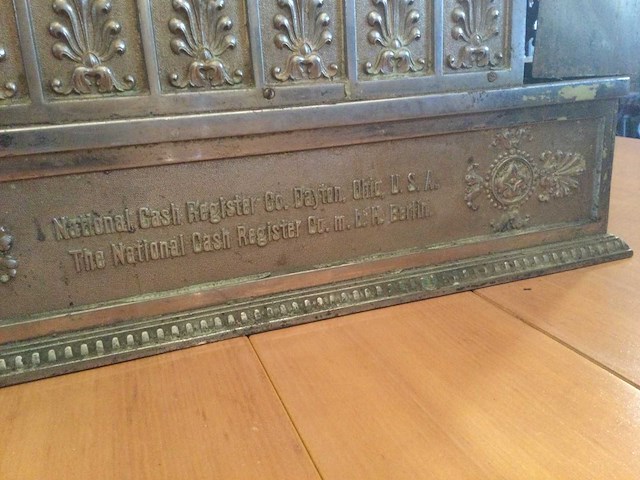 National Cash Register Co. Dayton, Ohio, U. S. A.
The National Cash Register Co. m. b. H. Berlin.